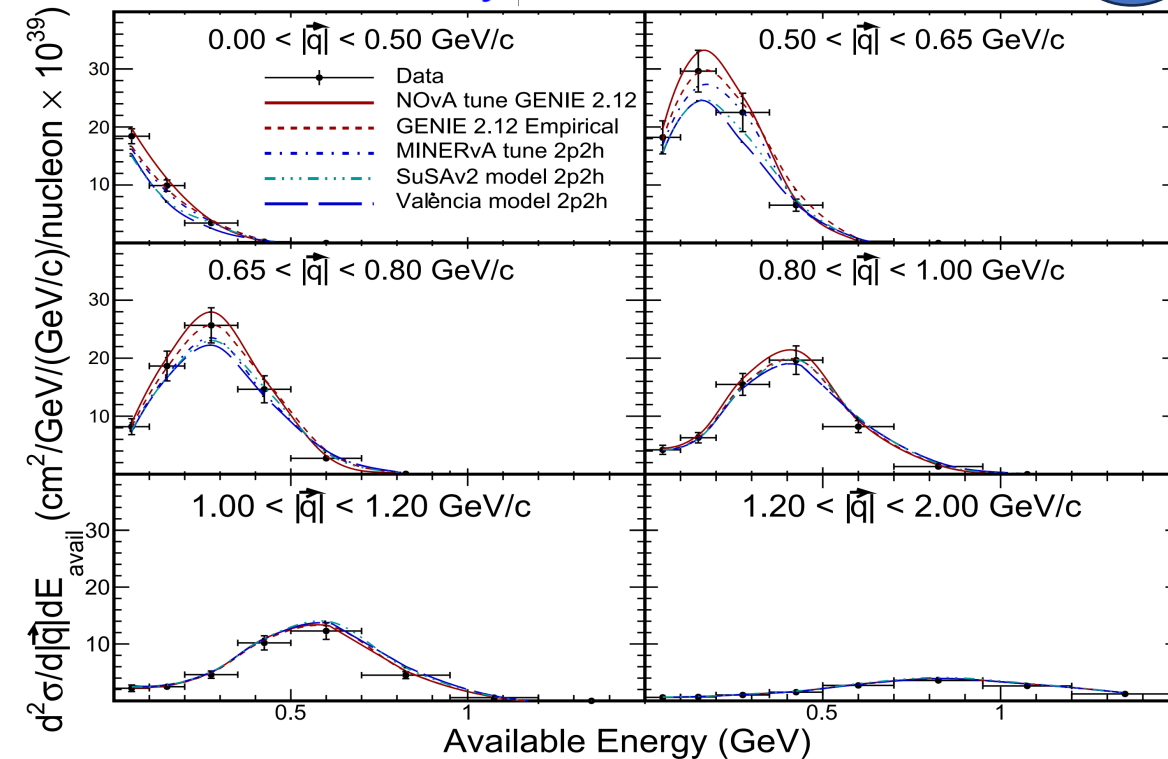 0.00 < |q| < 0.50 GeV/c
0.50 < |q| < 0.65 GeV/c
Data
NOvA tune GENIE 2.12
GENIE 2.12 Empirical
MINERvA tune 2p2h
SuSAv2 model 2p2h
València model 2p2h
30
20
10
0.65 < |q| < 0.80 GeV/c
0.80 < |q| < 1.00 GeV/c
30
20
10
1.00 < |q| < 1.20 GeV/c
1.20 < |q| < 2.00 GeV/c
30
20
10
0.5
1
0.5
1
Available Energy (GeV)
d²σ/d|q|dE_avail (cm²/GeV/(GeV/c)/nucleon × 10³⁹)